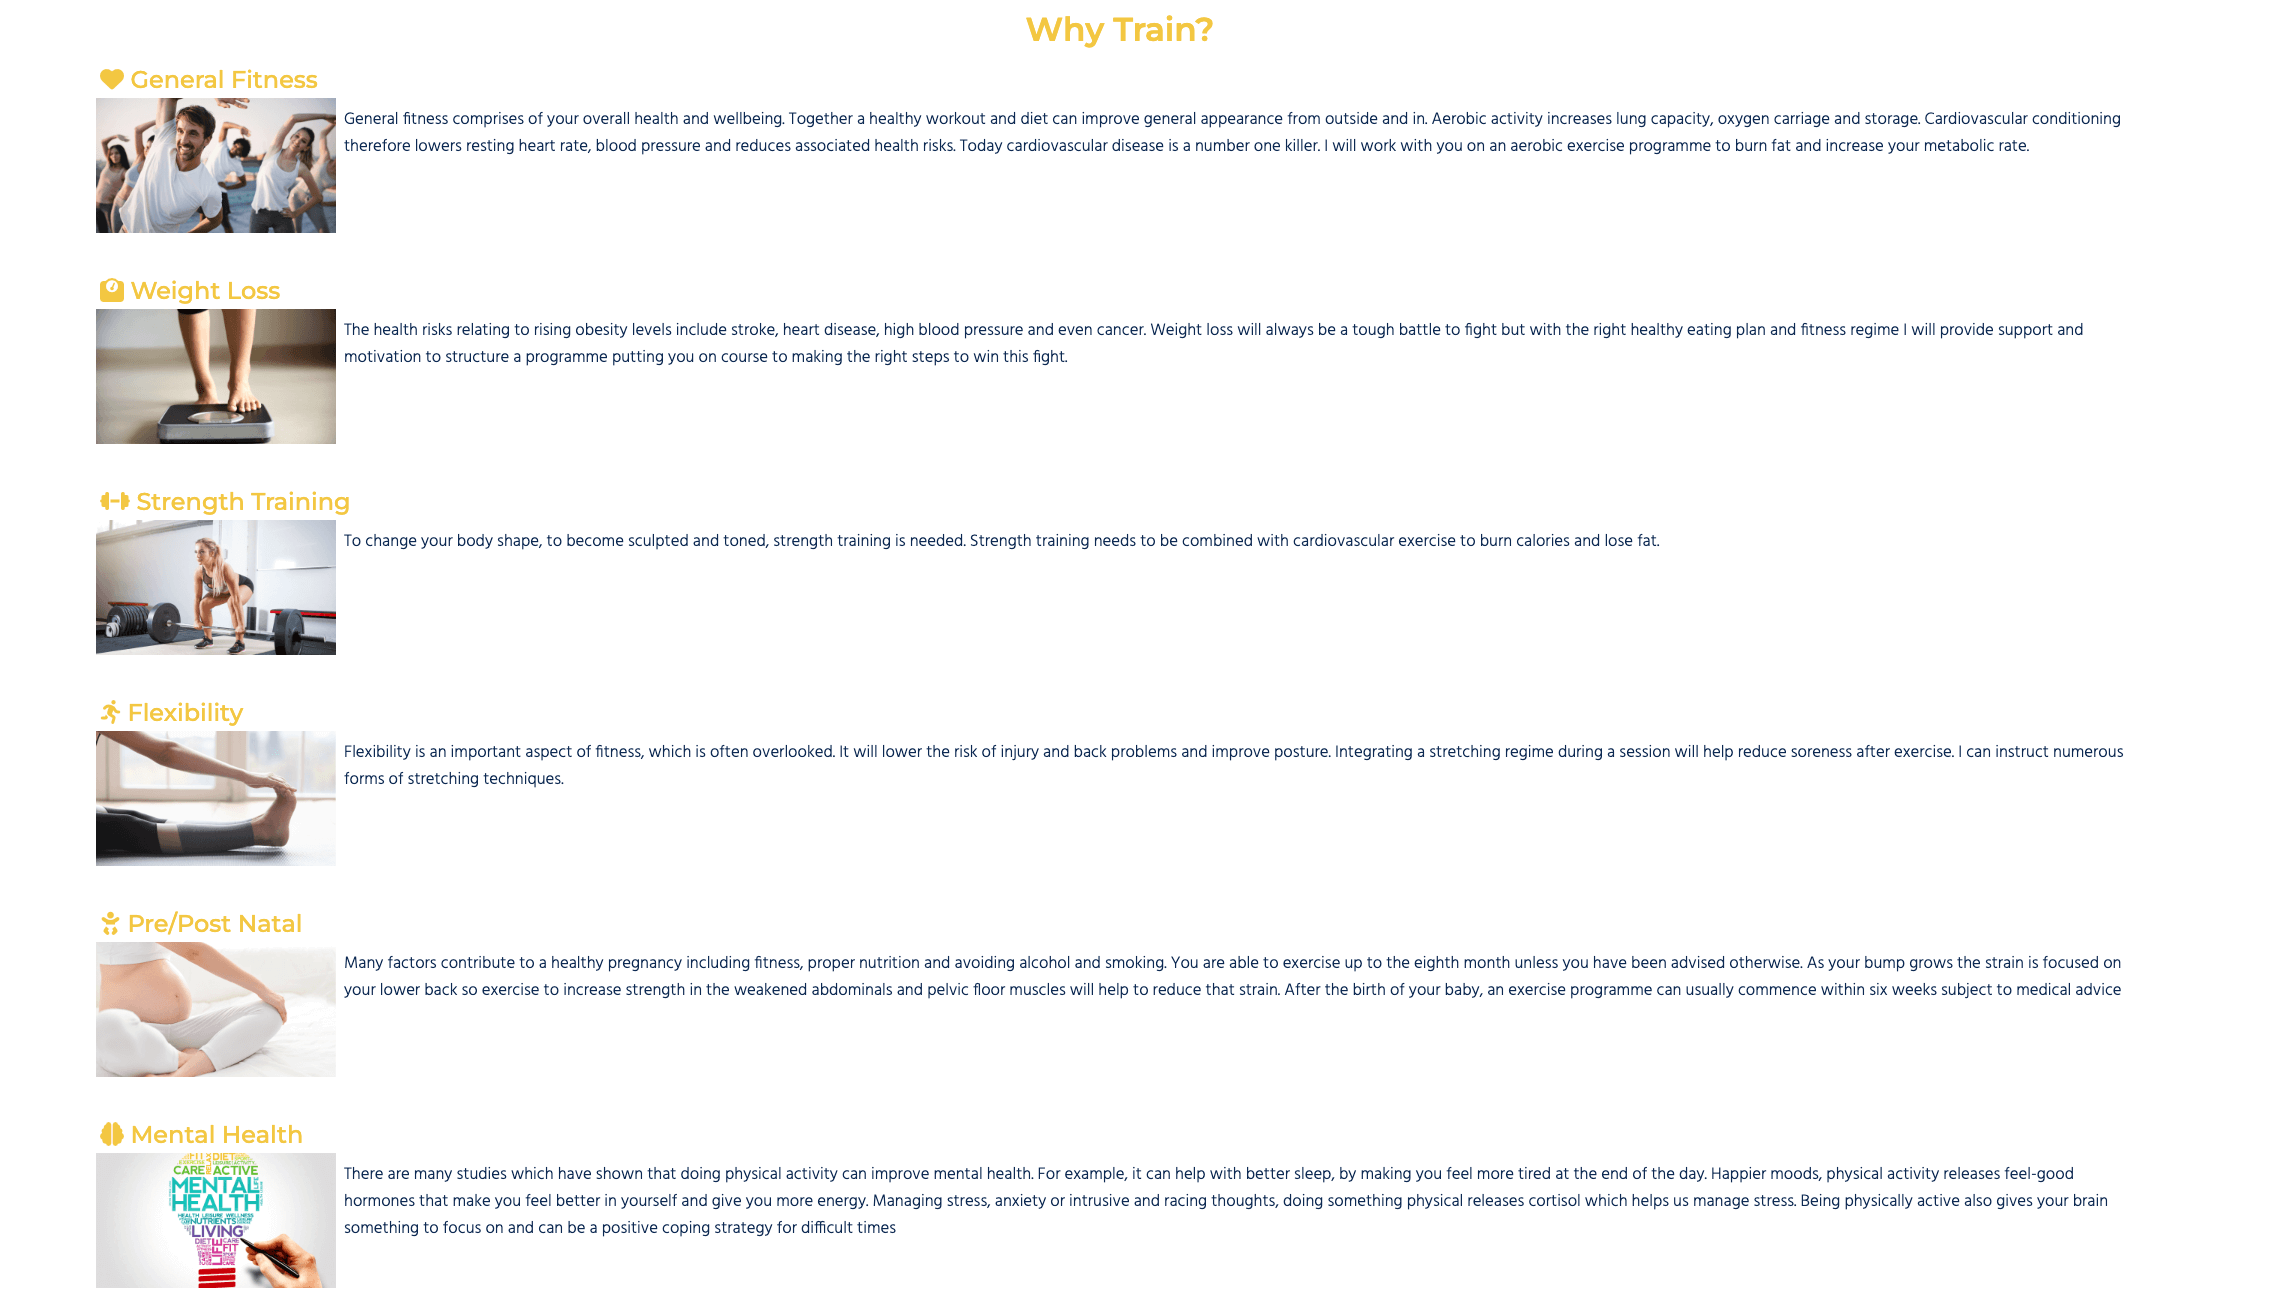 Why Train?
General Fitness
General fitness comprises of your overall health and wellbeing. Together a healthy workout and diet can improve general appearance from outside and in. Aerobic activity increases lung capacity, oxygen carriage and storage. Cardiovascular conditioning
therefore lowers resting heart rate, blood pressure and reduces associated health risks. Today cardiovascular disease is a number one killer. I will work with you on an aerobic exercise programme to burn fat and increase your metabolic rate.
Weight Loss
The health risks relating to rising obesity levels include stroke, heart disease, high blood pressure and even cancer. Weight loss will always be a tough battle to fight but with the right healthy eating plan and fitness regime I will provide support and
motivation to structure a programme putting you on course to making the right steps to win this fight.
Strength Training
To change your body shape, to become sculpted and toned, strength training is needed. Strength training needs to be combined with cardiovascular exercise to burn calories and lose fat.
Flexibility
Flexibility is an important aspect of fitness, which is often overlooked. It will lower the risk of injury and back problems and improve posture. Integrating a stretching regime during a session will help reduce soreness after exercise. I can instruct numerous
forms of stretching techniques.
Pre/Post Natal
Many factors contribute to a healthy pregnancy including fitness, proper nutrition and avoiding alcohol and smoking. You are able to exercise up to the eighth month unless you have been advised otherwise. As your bump grows the strain is focused on
your lower back so exercise to increase strength in the weakened abdominals and pelvic floor muscles will help to reduce that strain. After the birth of your baby, an exercise programme can usually commence within six weeks subject to medical advice
Mental Health
There are many studies which have shown that doing physical activity can improve mental health. For example, it can help with better sleep, by making you feel more tired at the end of the day. Happier moods, physical activity releases feel-good
hormones that make you feel better in yourself and give you more energy. Managing stress, anxiety or intrusive and racing thoughts, doing something physical releases cortisol which helps us manage stress. Being physically active also gives your brain
something to focus on and can be a positive coping strategy for difficult times
DIET
CARE ACTIVE
MENTAL
HEALTH
HEALTH LEISURE WELLNESS
NUTRIENTS
LIVING
DIET CARE
LIFE FIT
CARE